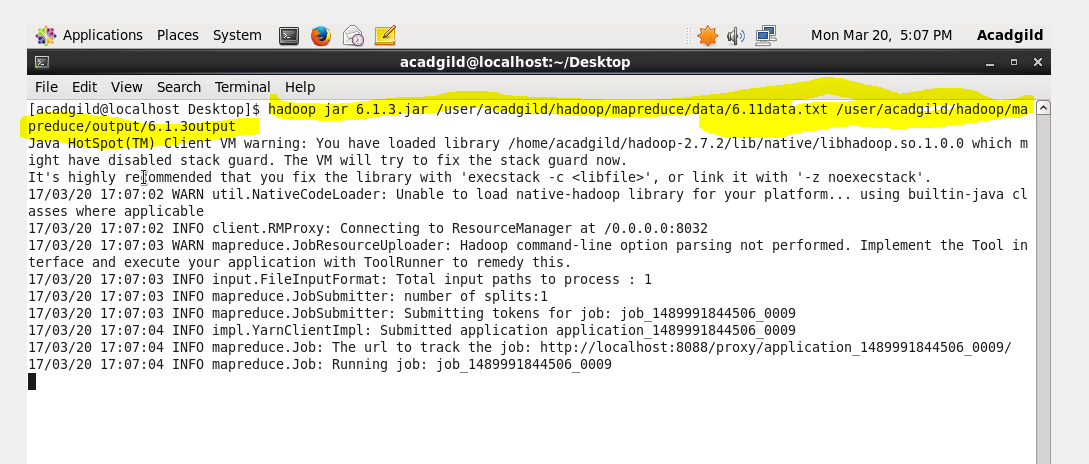 Applications Places System Mon Mar 20, 5:07 PM Acadgild
acadgild@localhost:~/Desktop
File Edit View Search Terminal Help
[acadgild@localhost Desktop]$ hadoop jar 6.1.3.jar /user/acadgild/hadoop/mapreduce/data/6.11data.txt /user/acadgild/hadoop/ma
preduce/output/6.1.3output
Java HotSpot(TM) Client VM warning: You have loaded library /home/acadgild/hadoop-2.7.2/lib/native/libhadoop.so.1.0.0 which m
ight have disabled stack guard. The VM will try to fix the stack guard now.
It's highly recommended that you fix the library with 'execstack -c <libfile>', or link it with '-z noexecstack'.
17/03/20 17:07:02 WARN util.NativeCodeLoader: Unable to load native-hadoop library for your platform... using builtin-java cl
asses where applicable
17/03/20 17:07:02 INFO client.RMProxy: Connecting to ResourceManager at /0.0.0.0:8032
17/03/20 17:07:03 WARN mapreduce.JobResourceUploader: Hadoop command-line option parsing not performed. Implement the Tool in
terface and execute your application with ToolRunner to remedy this.
17/03/20 17:07:03 INFO input.FileInputFormat: Total input paths to process : 1
17/03/20 17:07:03 INFO mapreduce.JobSubmitter: number of splits:1
17/03/20 17:07:03 INFO mapreduce.JobSubmitter: Submitting tokens for job: job_1489991844506_0009
17/03/20 17:07:04 INFO impl.YarnClientImpl: Submitted application application_1489991844506_0009
17/03/20 17:07:04 INFO mapreduce.Job: The url to track the job: http://localhost:8088/proxy/application_1489991844506_0009/
17/03/20 17:07:04 INFO mapreduce.Job: Running job: job_1489991844506_0009